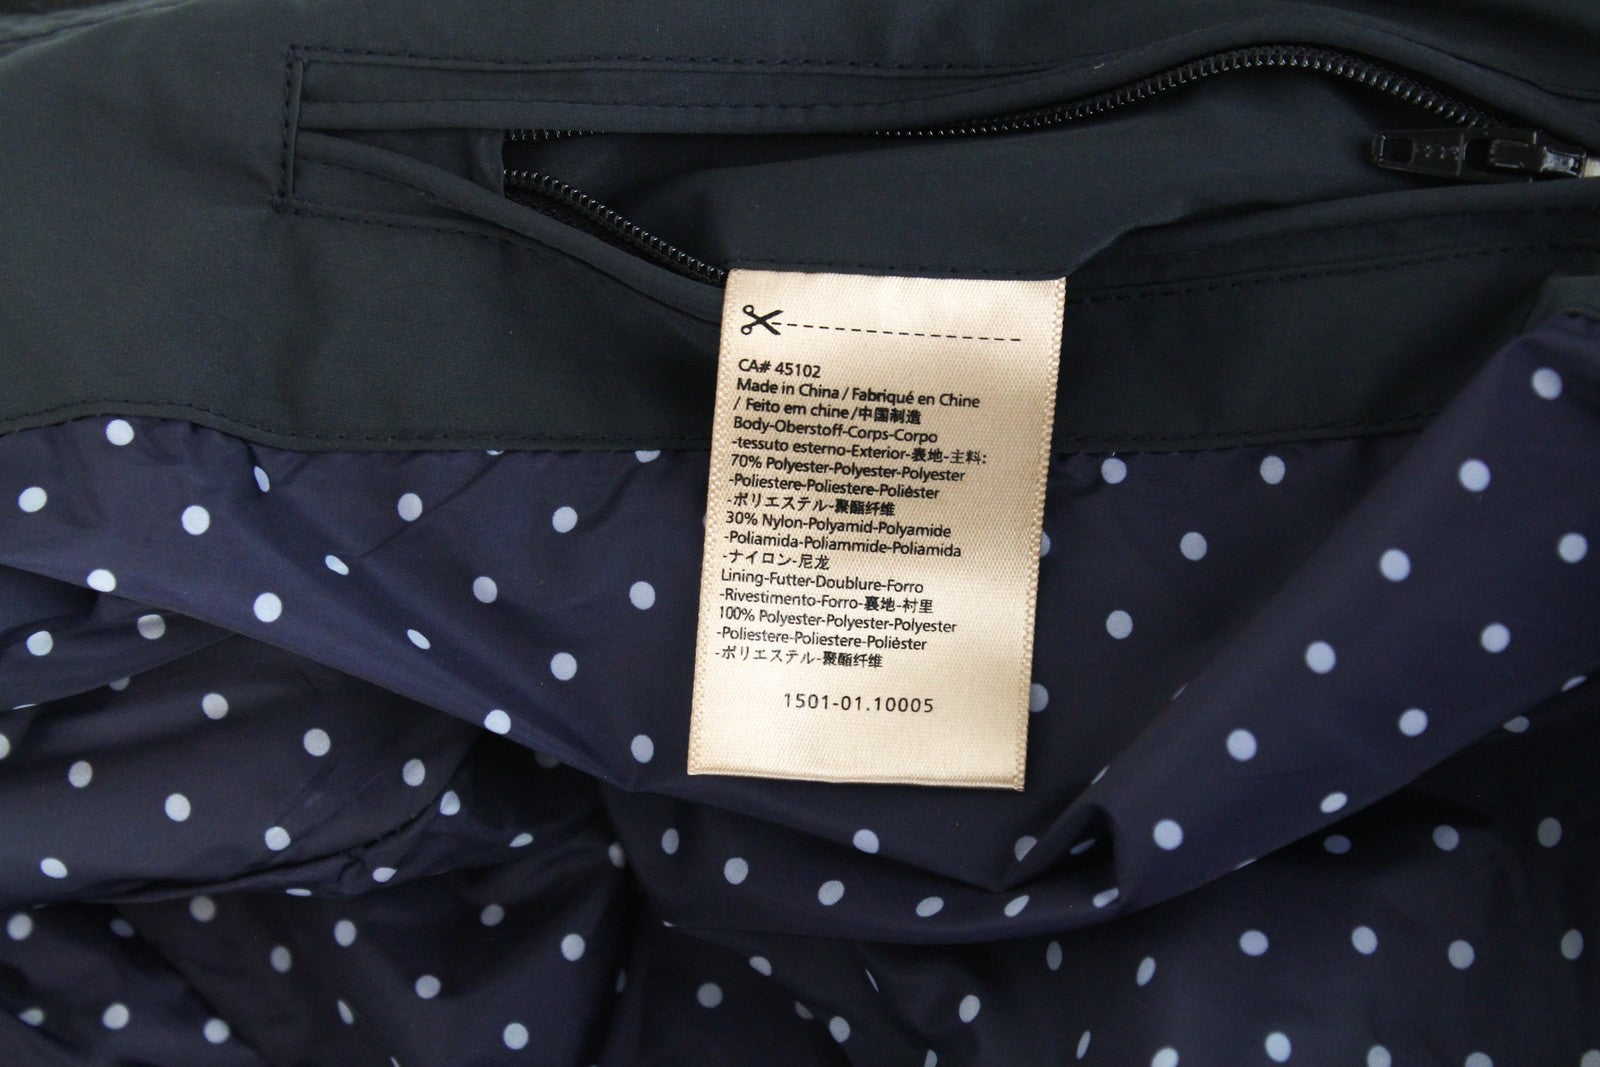 CA# 45102
Made in China / Fabriqué en Chine
/ Feito em chine /中国制造
Body-Oberstoff-Corps-Corpo
-tessuto esterno-Exterior-表地-主料:
70% Polyester-Polyester-Polyester
-Poliestere-Poliestere-Poliéster
-ポリエステル-聚酯纤维
30% Nylon-Polyamid-Polyamide
-Poliamida-Poliammide-Poliamida
-ナイロン-尼龙
Lining-Futter-Doublure-Forro
-Rivestimento-Forro-裏地-衬里
100% Polyester-Polyester-Polyester
-Poliestere-Poliestere-Poliéster
-ポリエステル-聚酯纤维
1501-01.10005